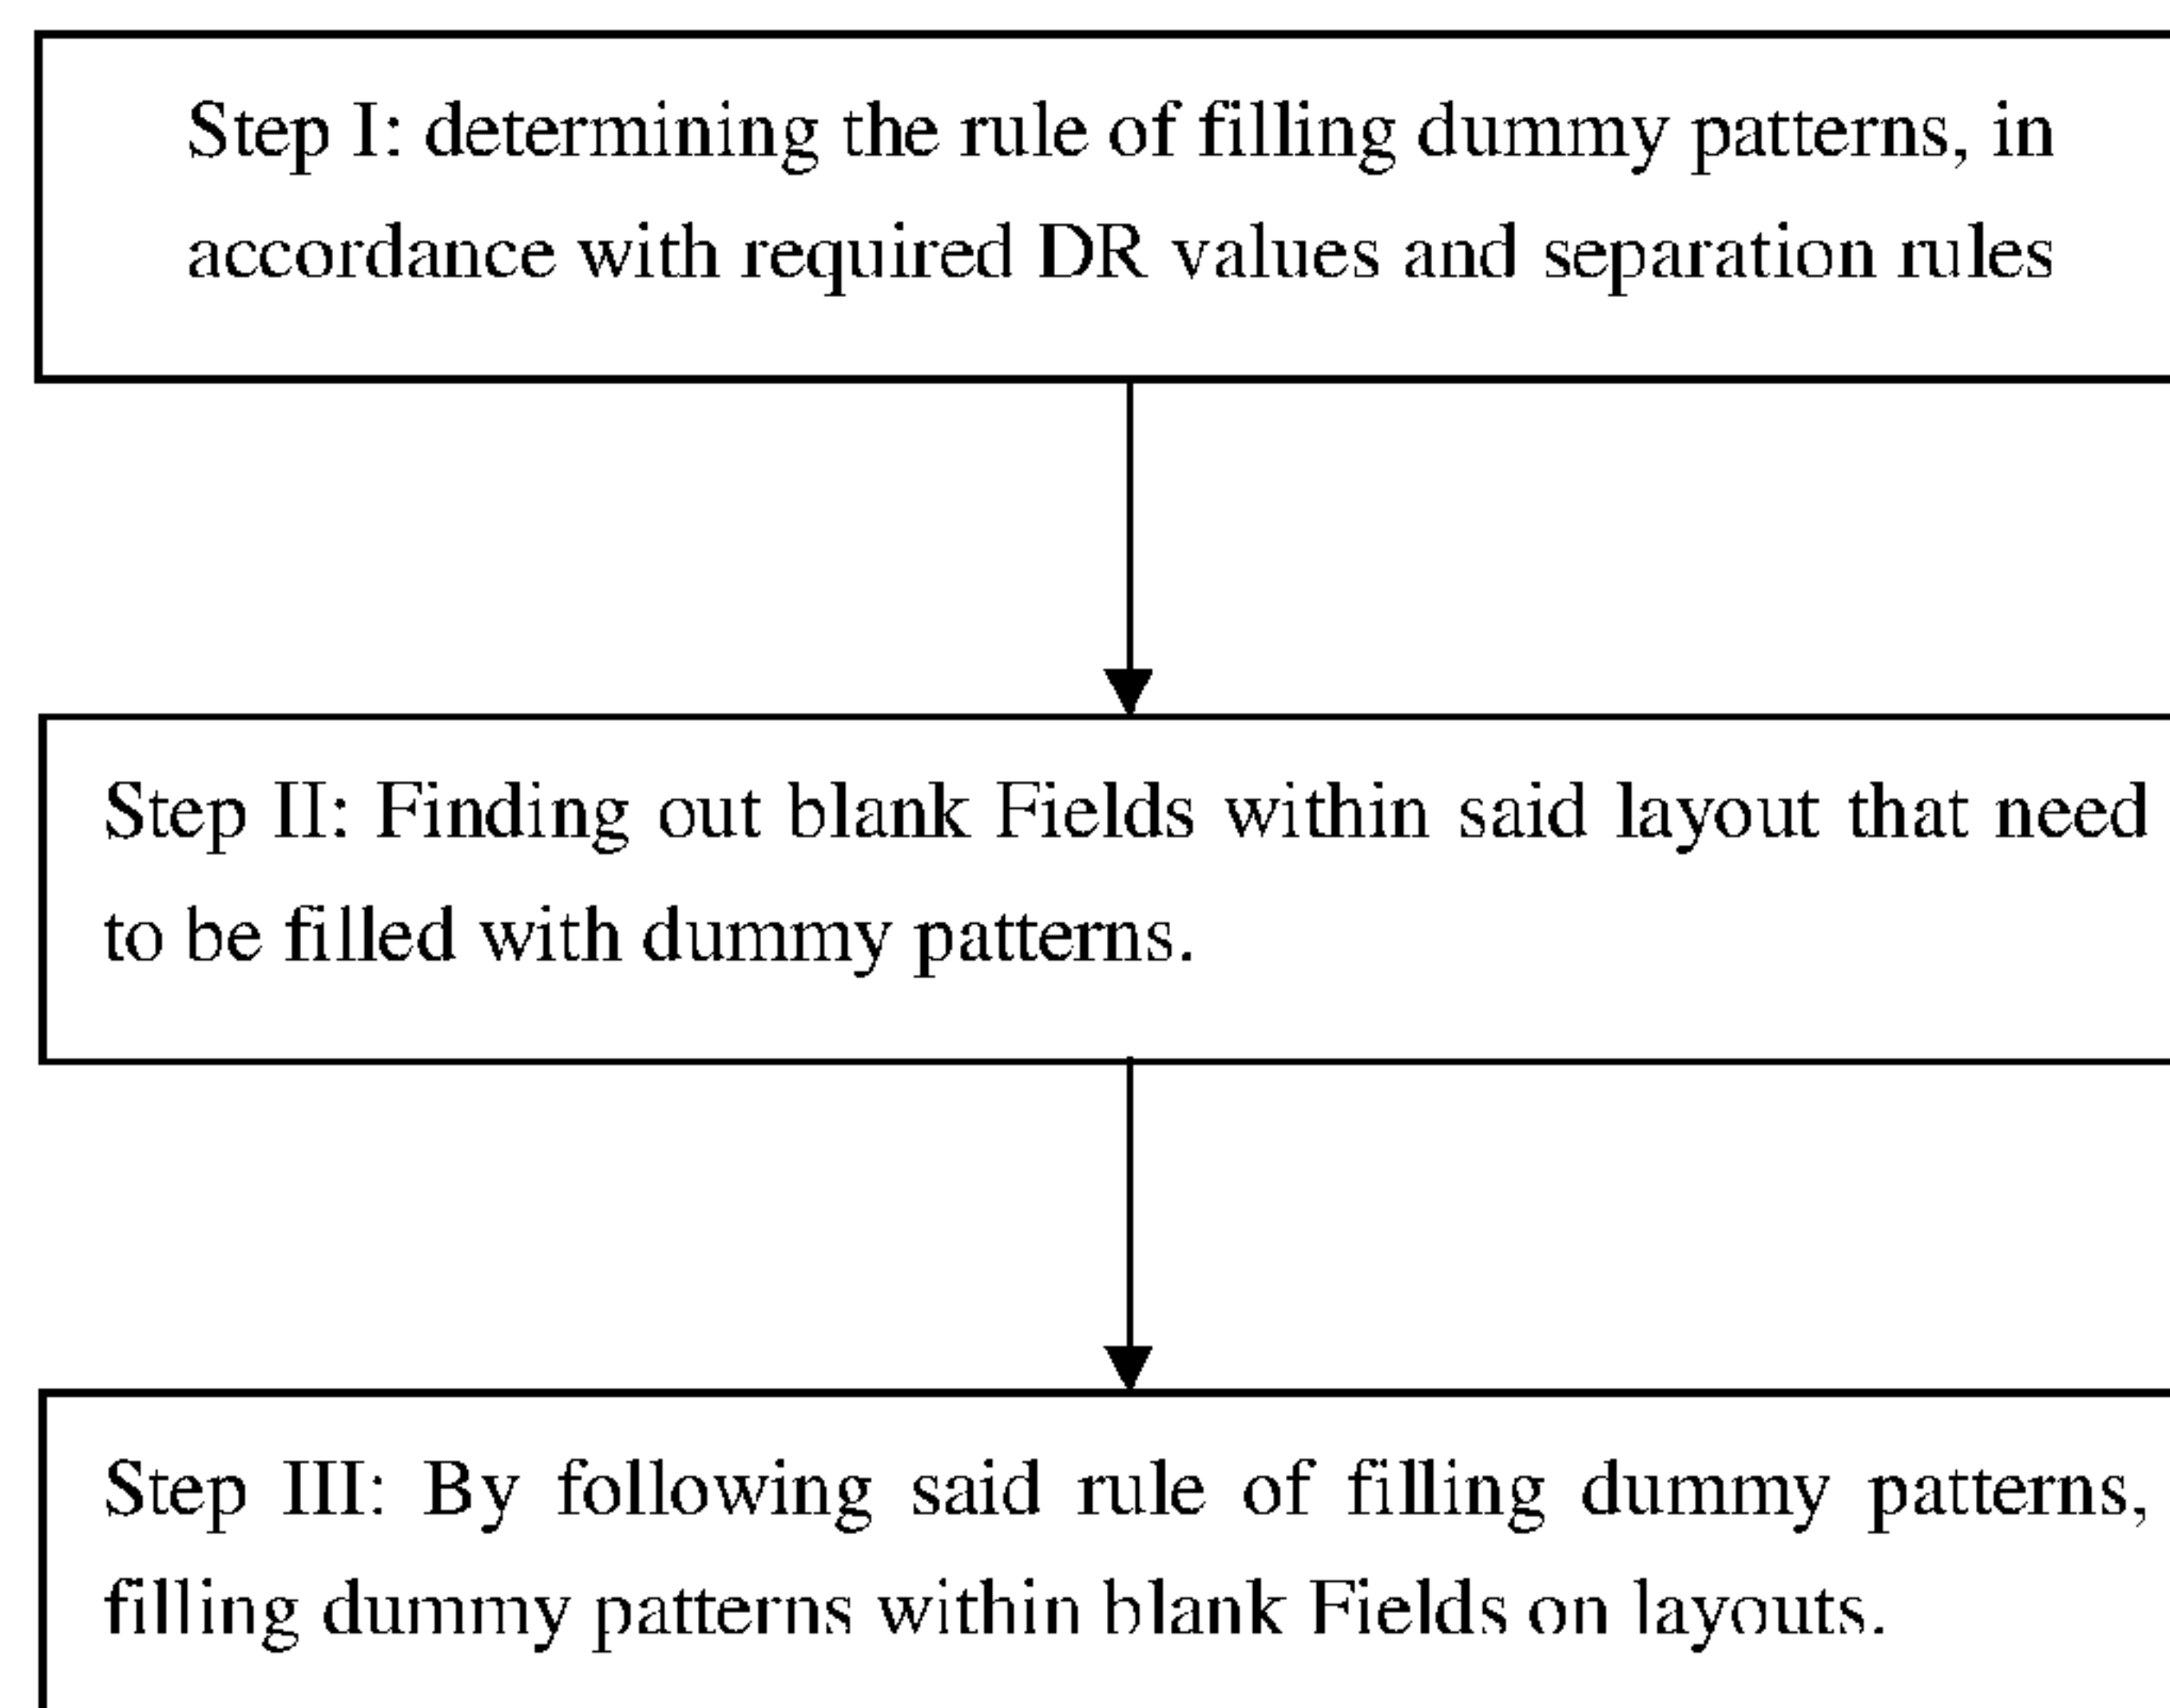 Step I: determining the rule of filling dummy patterns, in
accordance with required DR values and separation rules
Step II: Finding out blank Fields within said layout that need
to be filled with dummy patterns.
Step III: By following said rule of filling dummy patterns,
filling dummy patterns within blank Fields on layouts.